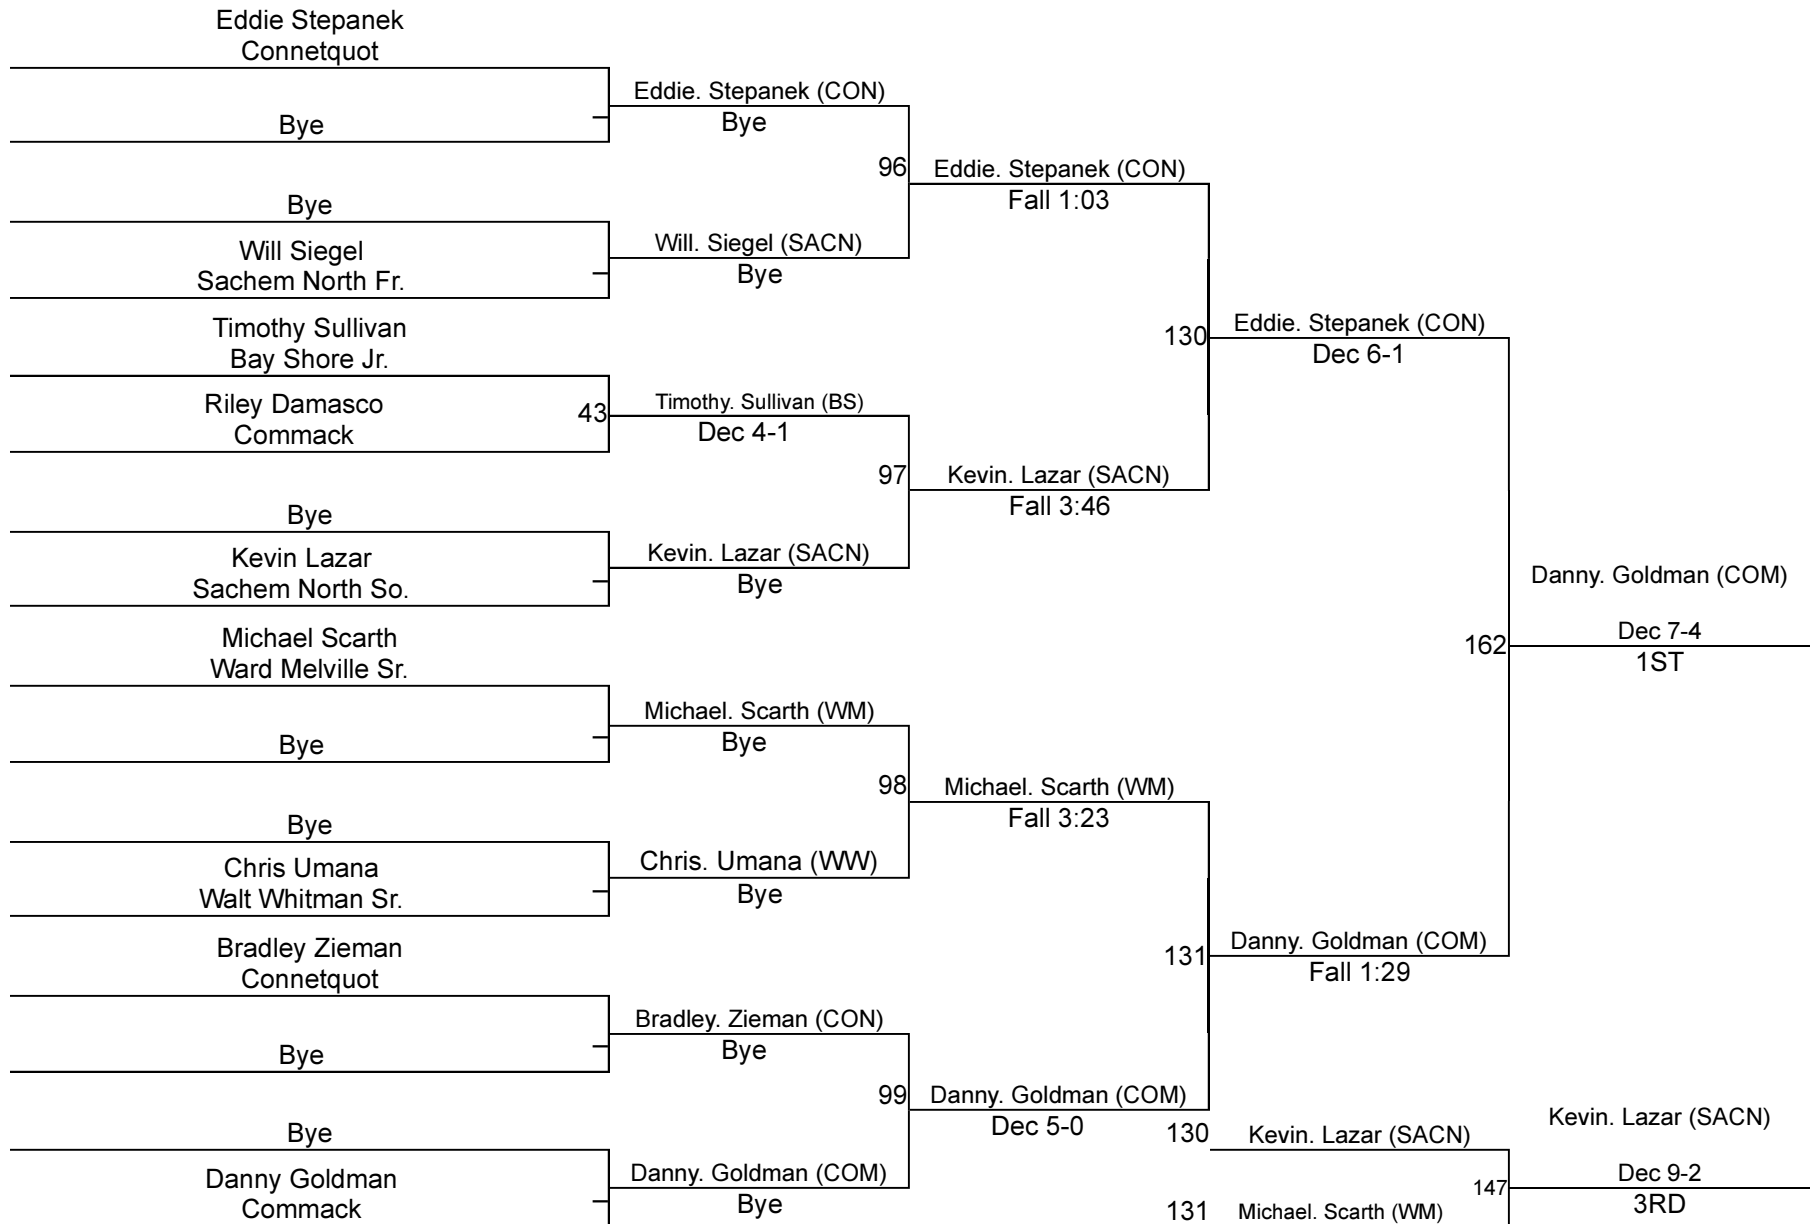 Eddie Stepanek
Connetquot
Bye
Bye
Will Siegel
Sachem North Fr.
Timothy Sullivan
Bay Shore Jr.
Riley Damasco
Commack
Bye
Kevin Lazar
Sachem North So.
Michael Scarth
Ward Melville Sr.
Bye
Bye
Chris Umana
Walt Whitman Sr.
Bradley Zieman
Connetquot
Bye
Bye
Danny Goldman
Commack
43
Eddie. Stepanek (CON)
Bye
Will. Siegel (SACN)
Bye
Timothy. Sullivan (BS)
Dec 4-1
Kevin. Lazar (SACN)
Bye
Michael. Scarth (WM)
Bye
Chris. Umana (WW)
Bye
Bradley. Zieman (CON)
Bye
Danny. Goldman (COM)
Bye
96
Eddie. Stepanek (CON)
Fall 1:03
97
Kevin. Lazar (SACN)
Fall 3:46
98
Michael. Scarth (WM)
Fall 3:23
99
Danny. Goldman (COM)
Dec 5-0
130
Eddie. Stepanek (CON)
Dec 6-1
131
Danny. Goldman (COM)
Fall 1:29
162
Danny. Goldman (COM)
Dec 7-4
1ST
130
Kevin. Lazar (SACN)
131
Michael. Scarth (WM)
147
Kevin. Lazar (SACN)
Dec 9-2
3RD